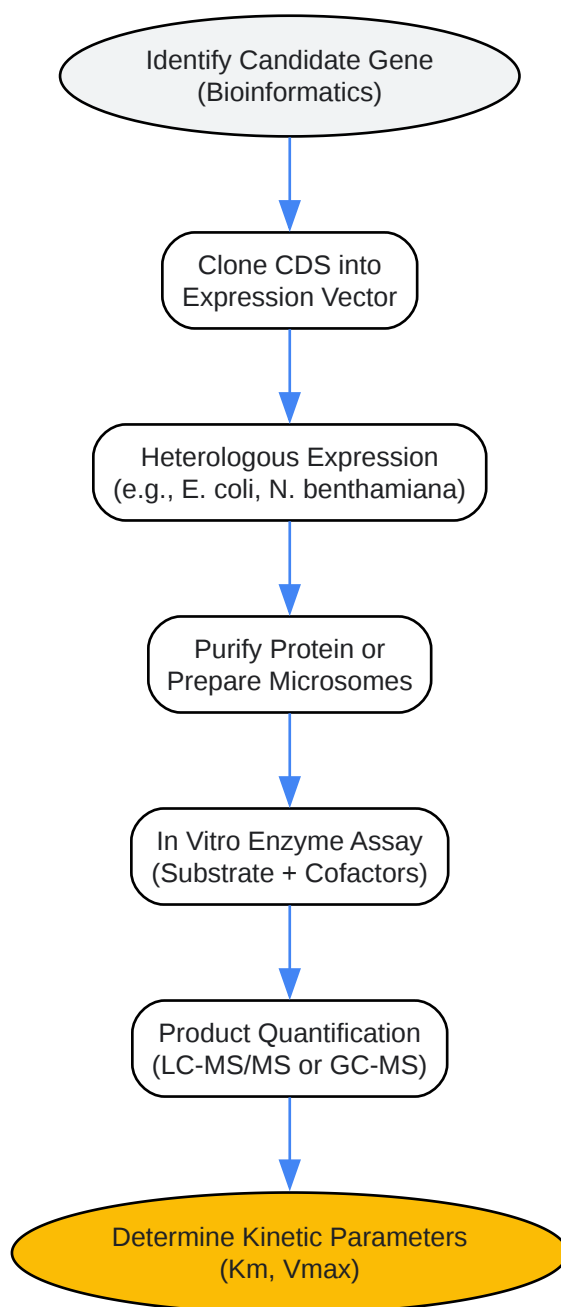 Identify Candidate Gene
(Bioinformatics)
Clone CDS into
Expression Vector
Heterologous Expression
(e.g., E. coli, N. benthamiana)
Purify Protein or
Prepare Microsomes
In Vitro Enzyme Assay
(Substrate + Cofactors)
Product Quantification
(LC-MS/MS or GC-MS)
Determine Kinetic Parameters
(Km, Vmax)